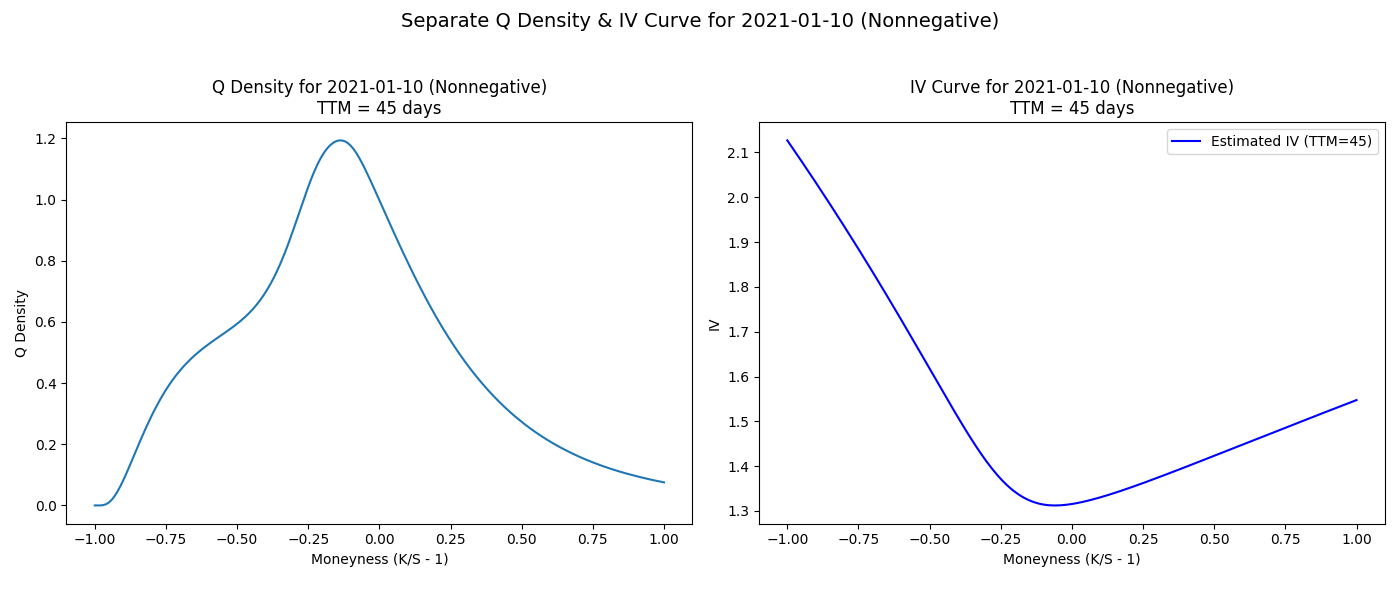 Separate Q Density & IV Curve for 2021-01-10 (Nonnegative)
Q Density for 2021-01-10 (Nonnegative)
TTM = 45 days
1.2
1.0
0.8
0.6
0.4
0.2
0.0
Q Density
−1.00 −0.75 −0.50 −0.25 0.00 0.25 0.50 0.75 1.00
Moneyness (K/S - 1)
IV Curve for 2021-01-10 (Nonnegative)
TTM = 45 days
Estimated IV (TTM=45)
2.1
2.0
1.9
1.8
1.7
1.6
1.5
1.4
1.3
IV
−1.00 −0.75 −0.50 −0.25 0.00 0.25 0.50 0.75 1.00
Moneyness (K/S - 1)